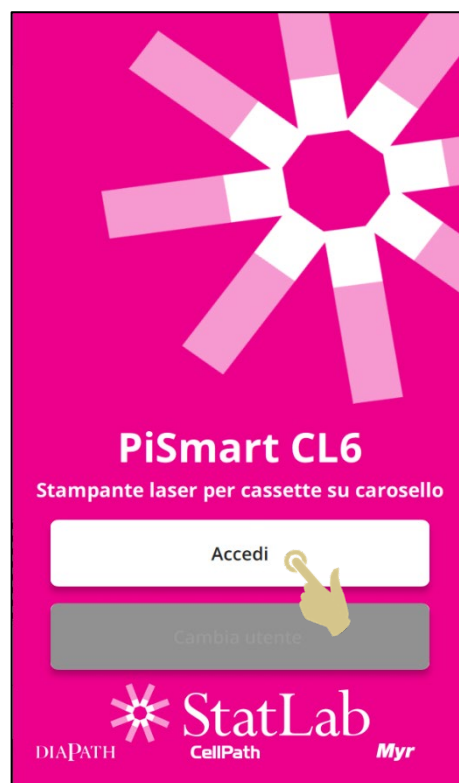 PiSmart CL6
Stampante laser per cassette su carosello
Accedi
Cambia utente
StatLab
DIAPATH CellPath Myr